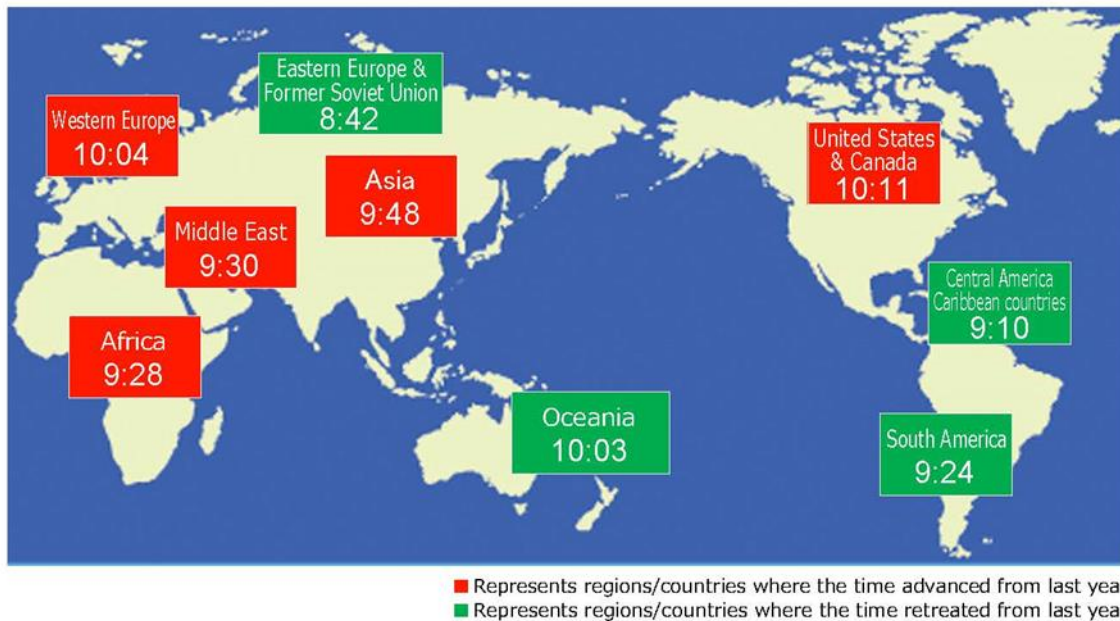 Eastern Europe &
Former Soviet Union
8:42
Western Europe
10:04
United States
& Canada
10:11
Asia
9:48
Middle East
9:30
Central America
Caribbean countries
9:10
Africa
9:28
Oceania
10:03
South America
9:24
Represents regions/countries where the time advanced from last yea
Represents regions/countries where the time retreated from last yea